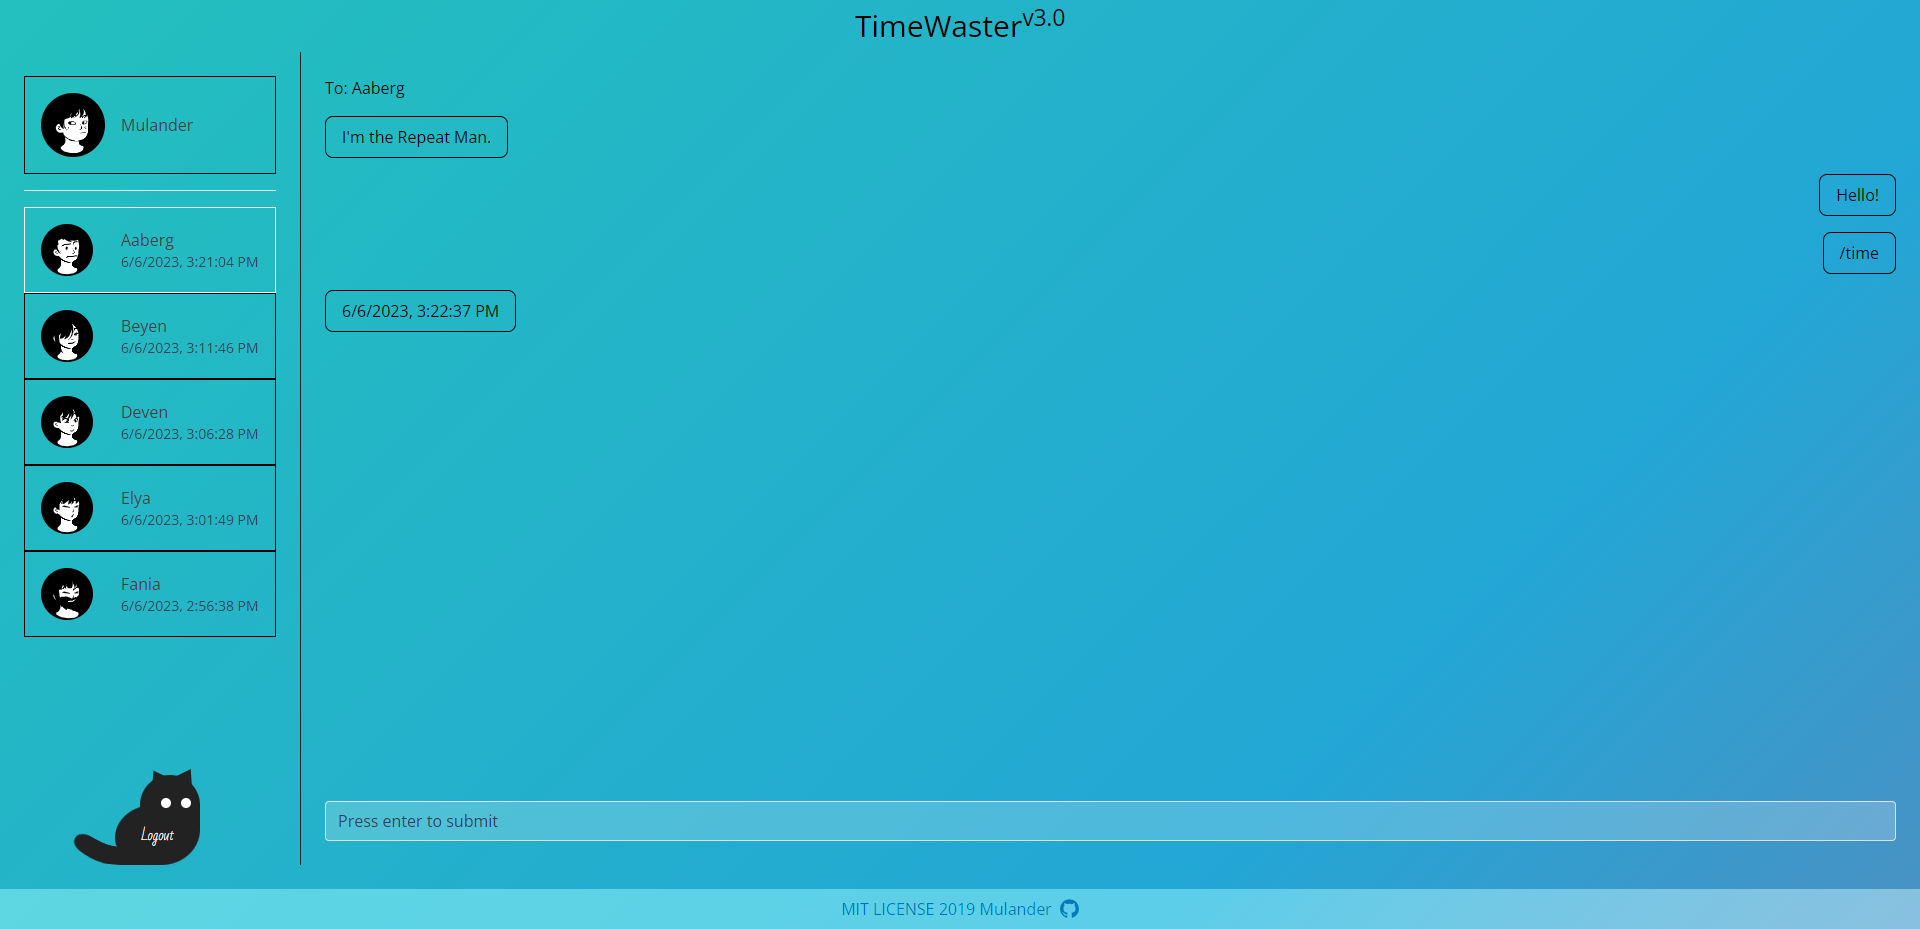 TimeWaster v3.0
Mulander
Aaberg
6/6/2023, 3:21:04 PM
Beyen
6/6/2023, 3:11:46 PM
Deven
6/6/2023, 3:06:28 PM
Elya
6/6/2023, 3:01:49 PM
Fania
6/6/2023, 2:56:38 PM
Logout
To: Aaberg
I'm the Repeat Man.
Hello!
/time
6/6/2023, 3:22:37 PM
Press enter to submit
MIT LICENSE 2019 Mulander